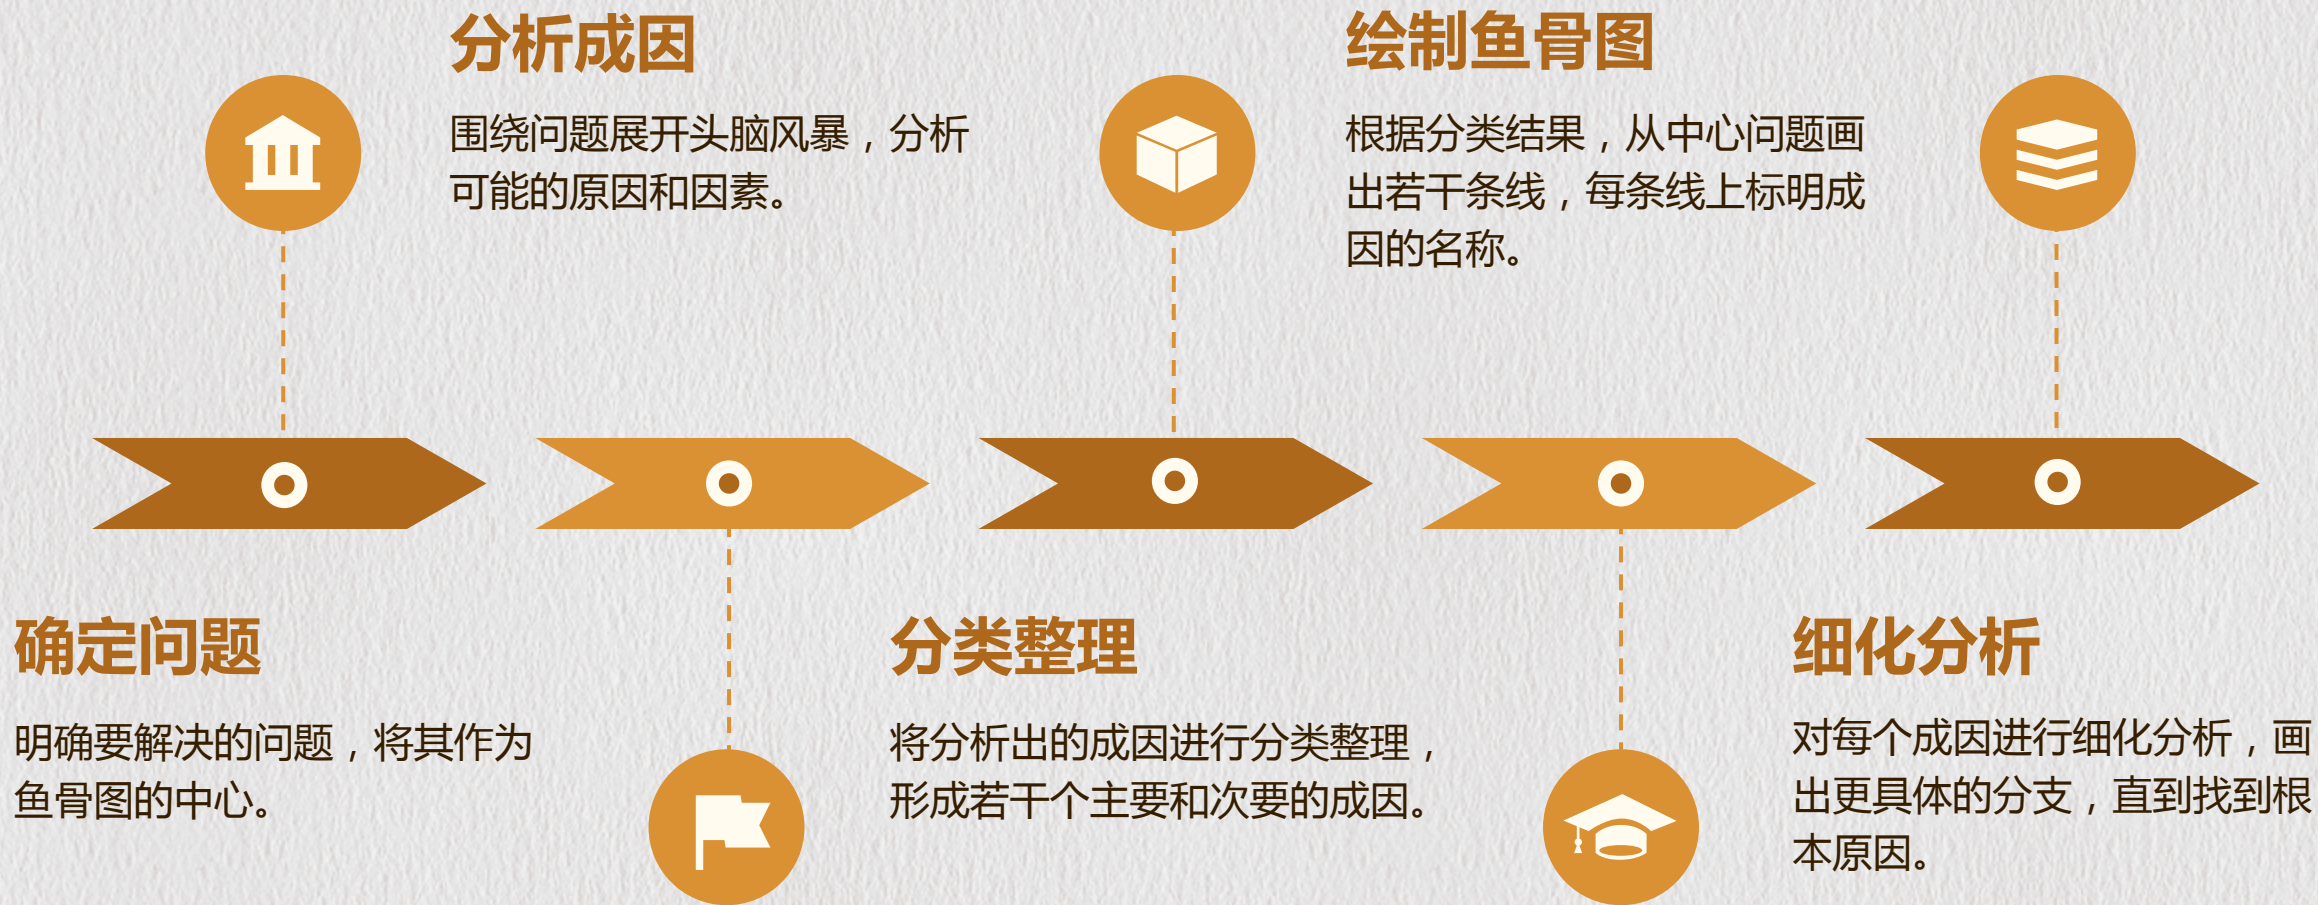 确定问题
明确要解决的问题，将其作为
鱼骨图的中心。
分析成因
围绕问题展开头脑风暴，分析
可能的原因和因素。
分类整理
将分析出的成因进行分类整理，
形成若干个主要和次要的成因。
绘制鱼骨图
根据分类结果，从中心问题画
出若干条线，每条线上标明成
因的名称。
细化分析
对每个成因进行细化分析，画
出更具体的分支，直到找到根
本原因。